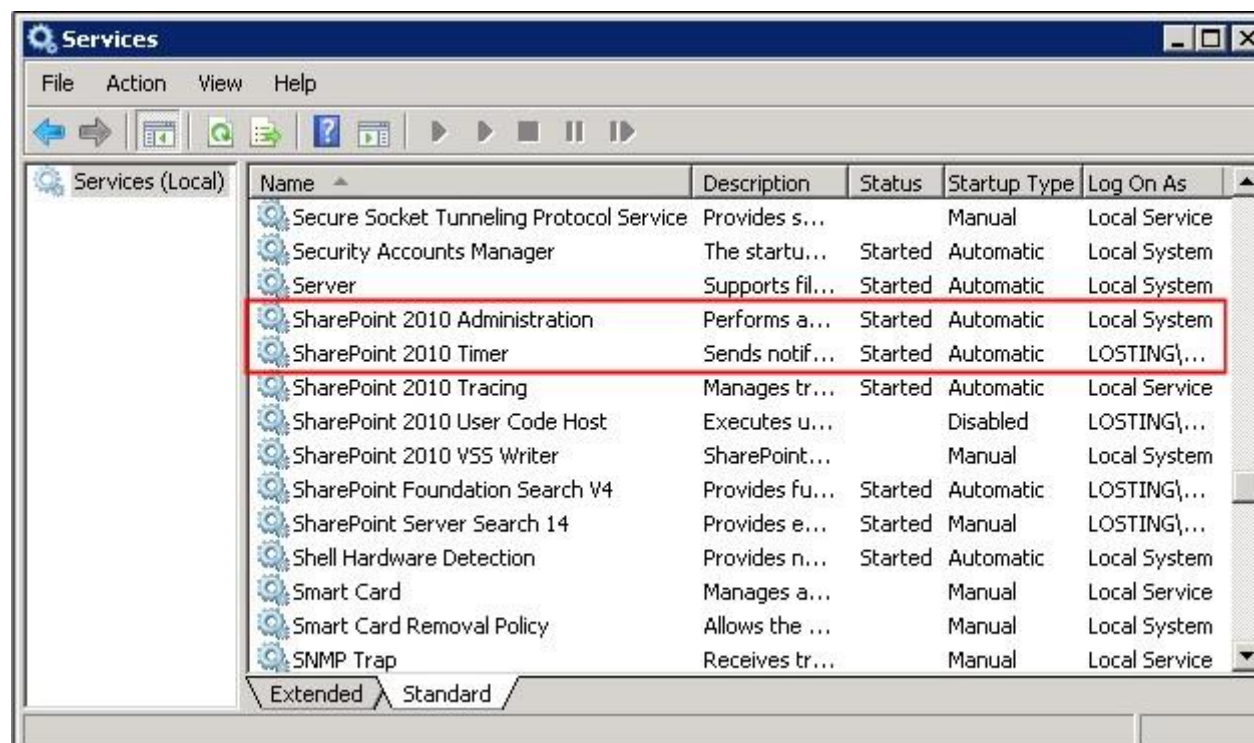 Services
File Action View Help
Services (Local)
Name Description Status Startup Type Log On As
Secure Socket Tunneling Protocol Service Provides s... Manual Local Service
Security Accounts Manager The startu... Started Automatic Local System
Server Supports fil... Started Automatic Local System
SharePoint 2010 Administration Performs a... Started Automatic Local System
SharePoint 2010 Timer Sends notif... Started Automatic LOSTING\...
SharePoint 2010 Tracing Manages tr... Started Automatic Local Service
SharePoint 2010 User Code Host Executes u... Disabled LOSTING\...
SharePoint 2010 VSS Writer SharePoint... Manual Local System
SharePoint Foundation Search V4 Provides fu... Started Automatic LOSTING\...
SharePoint Server Search 14 Provides e... Started Manual LOSTING\...
Shell Hardware Detection Provides n... Started Automatic Local System
Smart Card Manages a... Manual Local Service
Smart Card Removal Policy Allows the ... Manual Local System
SNMP Trap Receives tr... Manual Local Service
Extended Standard